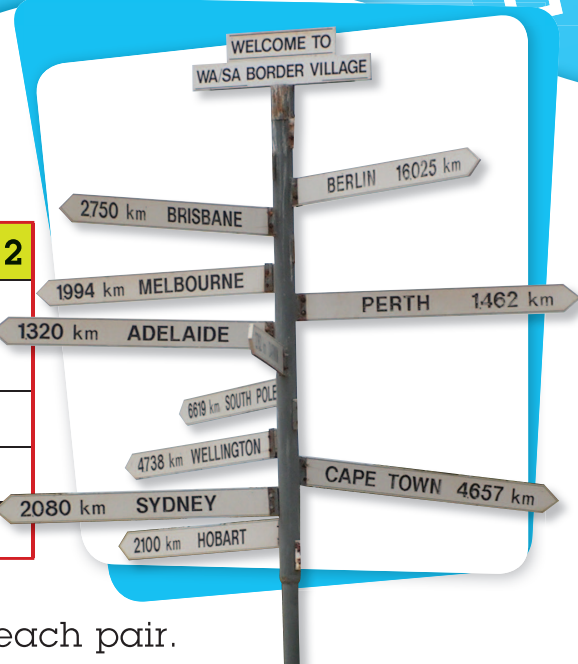 WELCOME TO
WA/SA BORDER VILLAGE
BERLIN 16025 km
2750 km BRISBANE
1994 km MELBOURNE
PERTH 1462 km
1320 km ADELAIDE
6619 km SOUTH POLE
4738 km WELLINGTON
CAPE TOWN 4657 km
2080 km SYDNEY
2100 km HOBART
2
each pair.